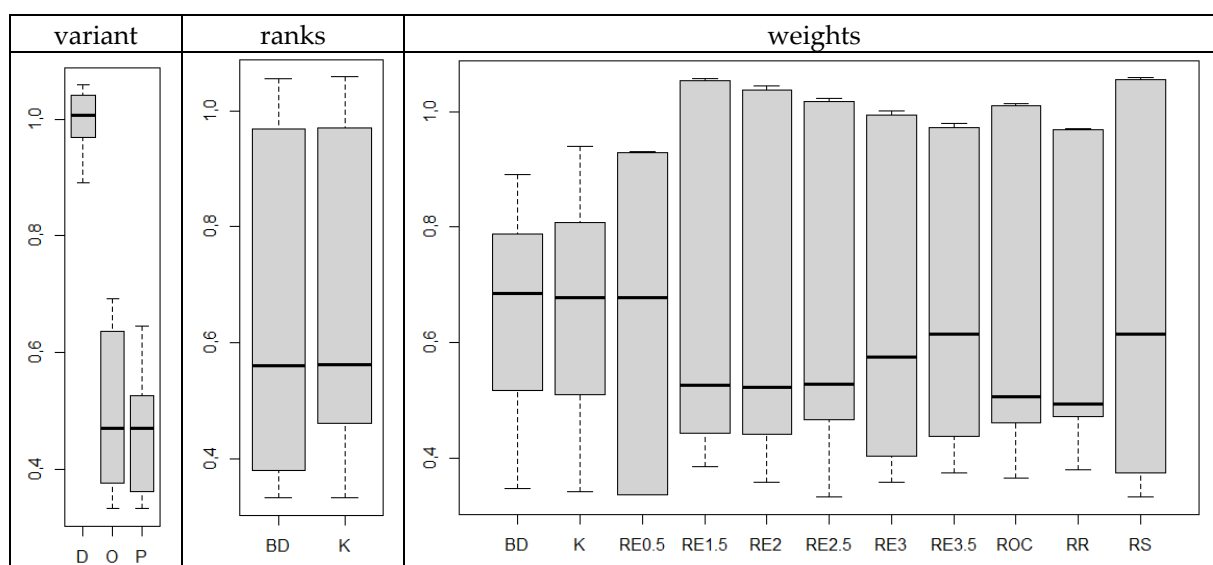 variant
ranks
weights
1,0
0,8
0,6
0,4
D O P
1,0
0,8
0,6
0,4
BD K
1,0
0,8
0,6
0,4
BD K RE0.5 RE1.5 RE2 RE2.5 RE3 RE3.5 ROC RR RS